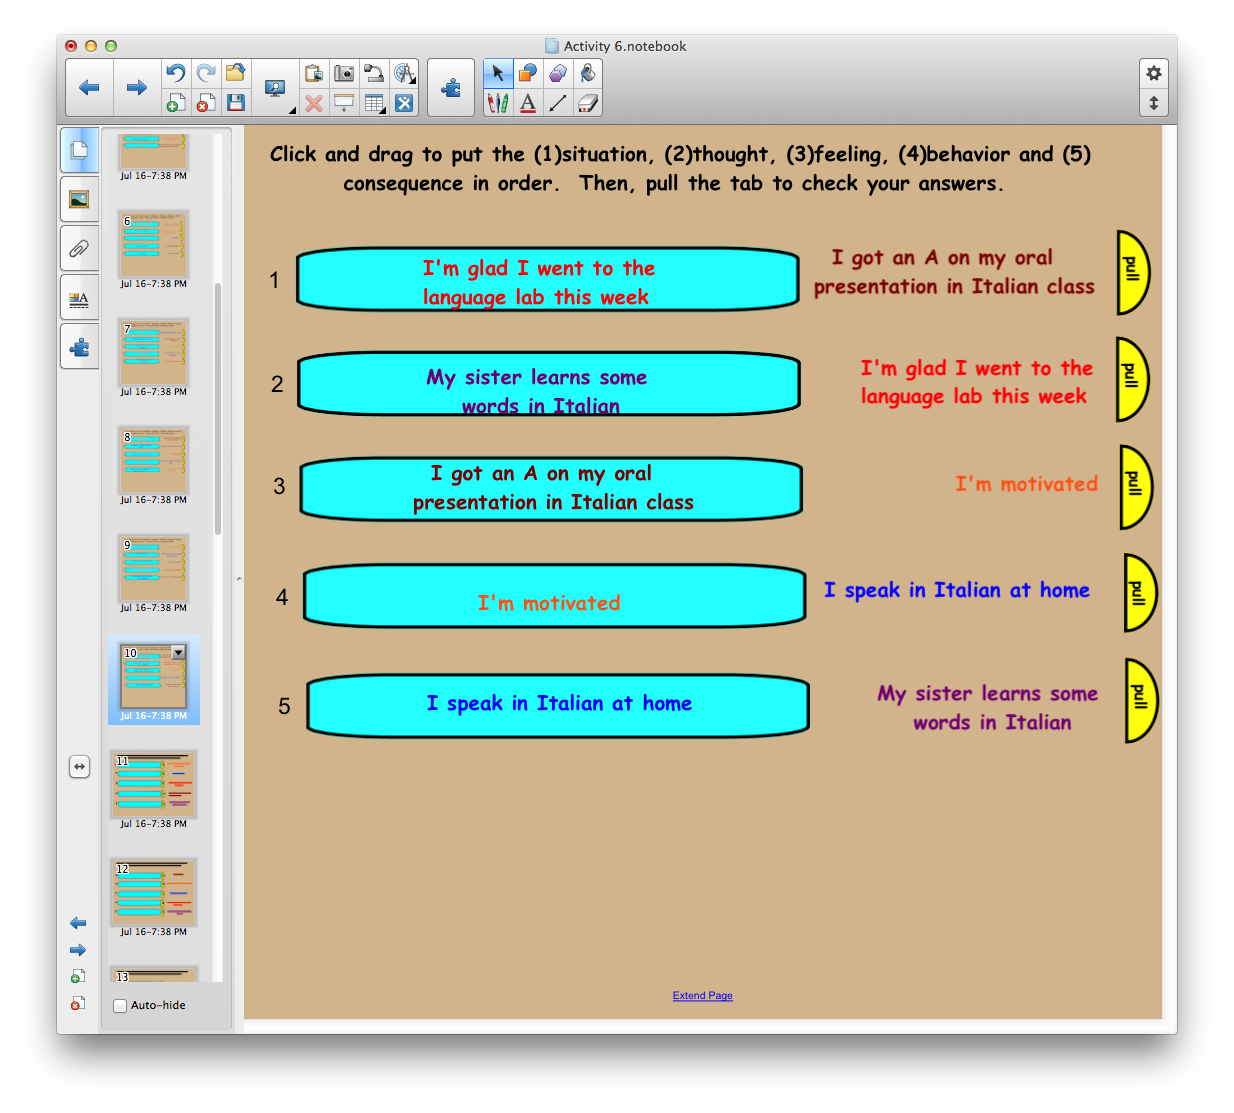 Activity 6.notebook
Jul 16-7:38 PM
6
Jul 16-7:38 PM
7
Jul 16-7:38 PM
8
Jul 16-7:38 PM
9
Jul 16-7:38 PM
10
Jul 16-7:38 PM
11
Jul 16-7:38 PM
12
Jul 16-7:38 PM
13
Auto-hide
Click and drag to put the (1)situation, (2)thought, (3)feeling, (4)behavior and (5)
consequence in order. Then, pull the tab to check your answers.
1
I'm glad I went to the
language lab this week
I got an A on my oral
presentation in Italian class
pull
2
My sister learns some
words in Italian
I'm glad I went to the
language lab this week
pull
3
I got an A on my oral
presentation in Italian class
I'm motivated
pull
4
I'm motivated
I speak in Italian at home
pull
5
I speak in Italian at home
My sister learns some
words in Italian
pull
Extend Page